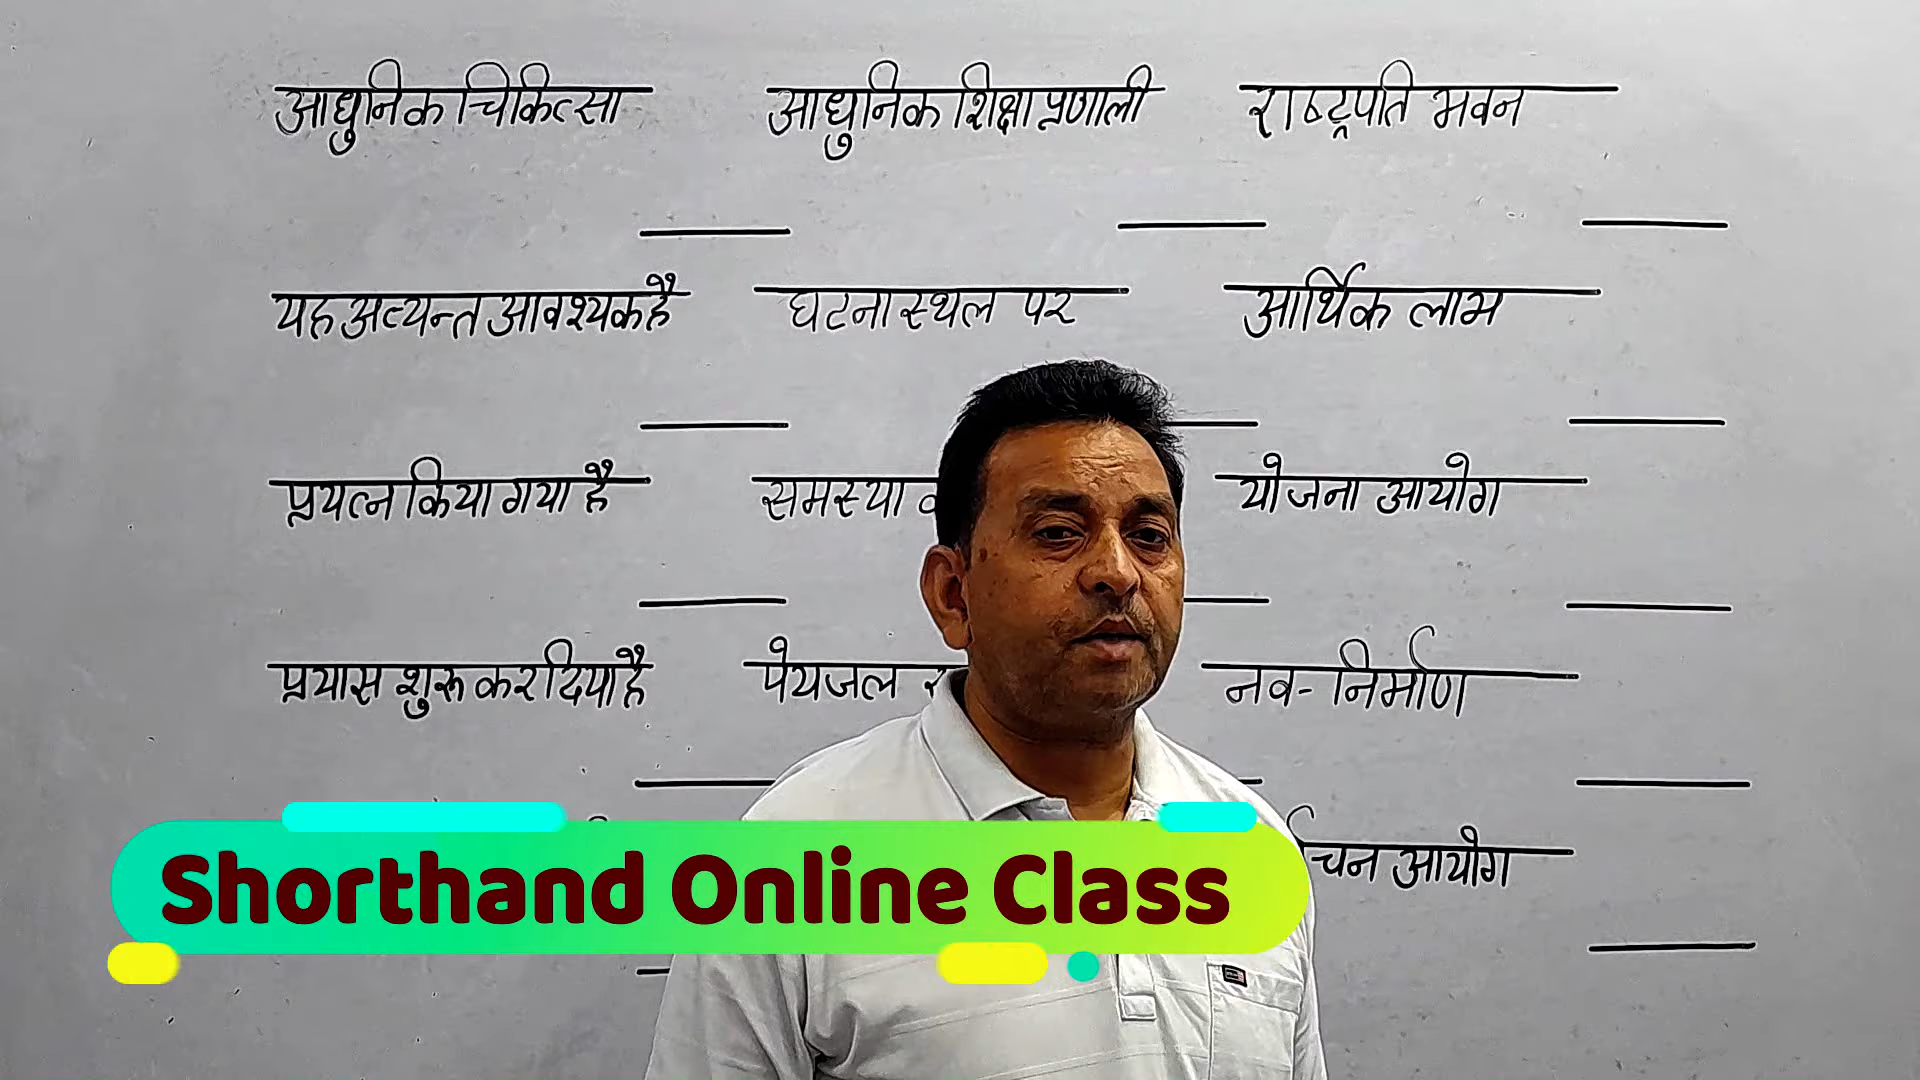 आधुनिक चिकित्सा आधुनिक शिक्षा प्रणाली राष्ट्रपति भवन
यह अत्यन्त आवश्यक है घटना स्थल पर आर्थिक लाभ
प्रयत्न किया गया है समस्या योजना आयोग
प्रयास शुरू कर दिया है पेयजल नव-निर्माण
आयोग
Shorthand Online Class